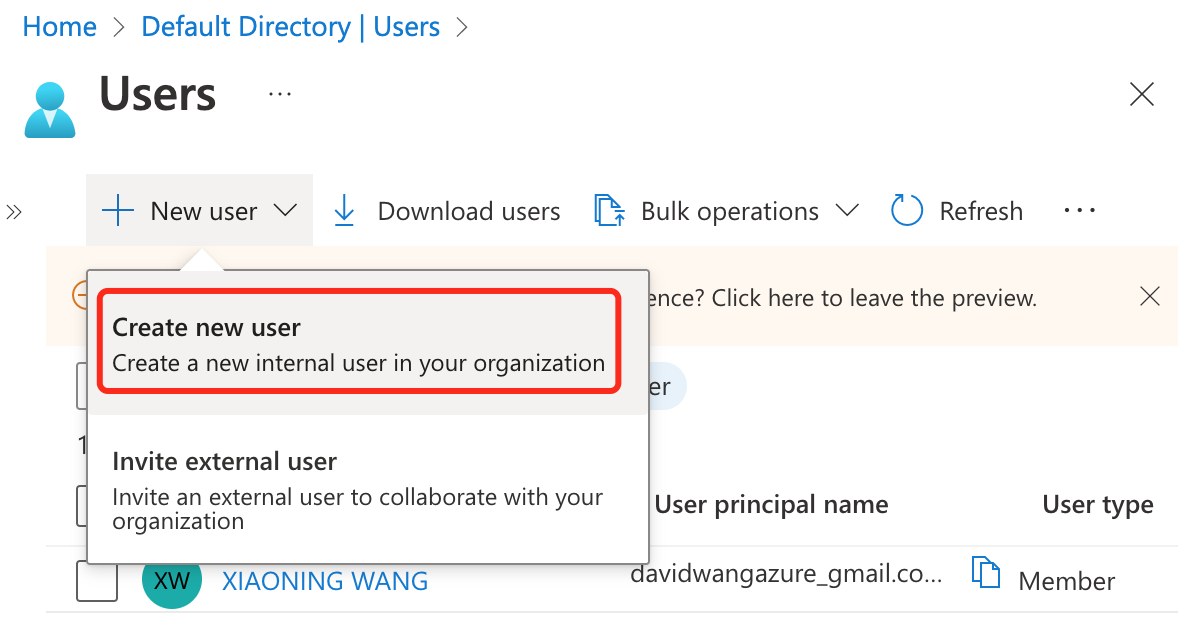 Home > Default Directory | Users >
Users ...
» New user Download users Bulk operations Refresh ...
ence? Click here to leave the preview.
Create new user
Create a new internal user in your organization
er
1
Invite external user
Invite an external user to collaborate with your
organization
User principal name User type
XW XIAONING WANG davidwangazure_gmail.co... Member